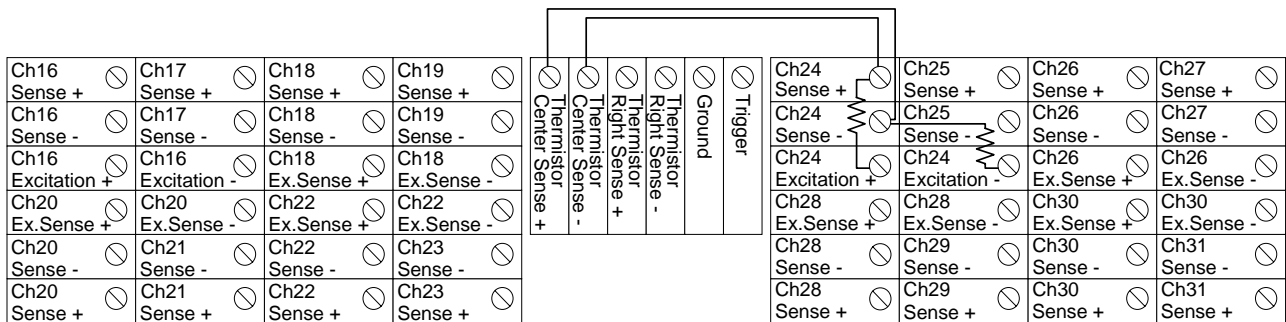 Ch16
Sense +
Ch17
Sense +
Ch18
Sense +
Ch19
Sense +
Ch16
Sense -
Ch17
Sense -
Ch18
Sense -
Ch19
Sense -
Ch16
Excitation +
Ch16
Excitation -
Ch18
Ex.Sense +
Ch18
Ex.Sense -
Ch20
Ex.Sense +
Ch20
Ex.Sense -
Ch22
Ex.Sense +
Ch22
Ex.Sense -
Ch20
Sense -
Ch21
Sense -
Ch22
Sense -
Ch23
Sense -
Ch20
Sense +
Ch21
Sense +
Ch22
Sense +
Ch23
Sense +
Thermistor
Center Sense +
Thermistor
Center Sense -
Thermistor
Right Sense +
Thermistor
Right Sense -
Ground
Trigger
Ch24
Sense +
Ch25
Sense +
Ch26
Sense +
Ch27
Sense +
Ch24
Sense -
Ch25
Sense -
Ch26
Sense -
Ch27
Sense -
Ch24
Excitation +
Ch24
Excitation -
Ch26
Ex.Sense +
Ch26
Ex.Sense -
Ch28
Ex.Sense +
Ch28
Ex.Sense -
Ch30
Ex.Sense +
Ch30
Ex.Sense -
Ch28
Sense -
Ch29
Sense -
Ch30
Sense -
Ch31
Sense -
Ch28
Sense +
Ch29
Sense +
Ch30
Sense +
Ch31
Sense +